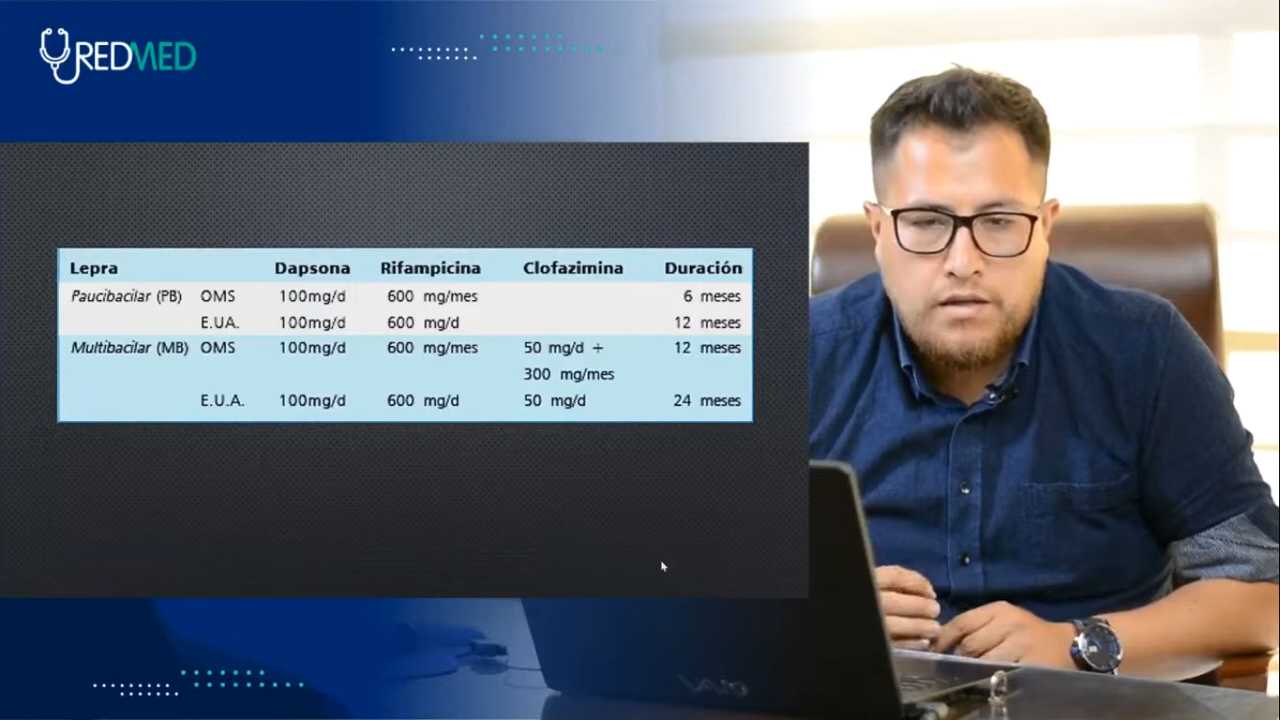 REDMED
Lepra Dapsona Rifampicina Clofazimina Duración
Paucibacilar (PB) OMS 100mg/d 600 mg/mes 6 meses
E.UA. 100mg/d 600 mg/d 12 meses
Multibacilar (MB) OMS 100mg/d 600 mg/mes 50 mg/d + 12 meses
300 mg/mes
E.U.A. 100mg/d 600 mg/d 50 mg/d 24 meses
VAIO